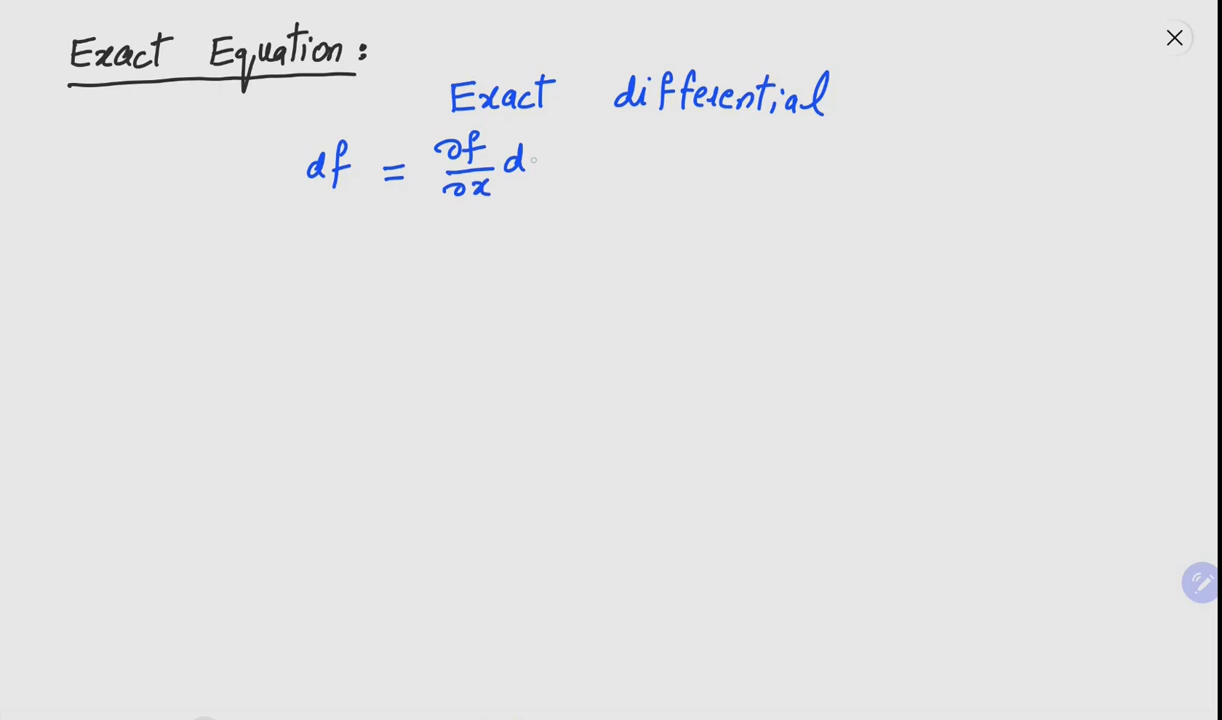 Exact Equation:
Exact differential
df = ∂f/∂x d